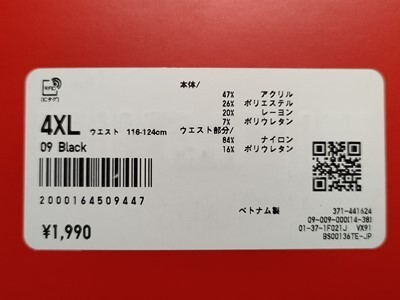 (ICタグ)
本体/
47% アクリル
26% ポリエステル
20% レーヨン
7% ポリウレタン
4XL ウエスト 116-124cm ウエスト部分/
09 Black
84% ナイロン
16% ポリウレタン
2000164509447
ベトナム製
¥1,990
371-441624
09-009-000(14-38)
01-37-1F021J VX91
BS00136TE-JP